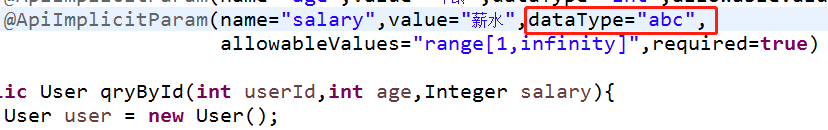 @ApiImplicitParam(name="salary",value="薪水",dataType="abc",
allowableValues="range[1,infinity]",required=true)
lic User qryById(int userId,int age,Integer salary){
User user = new User();